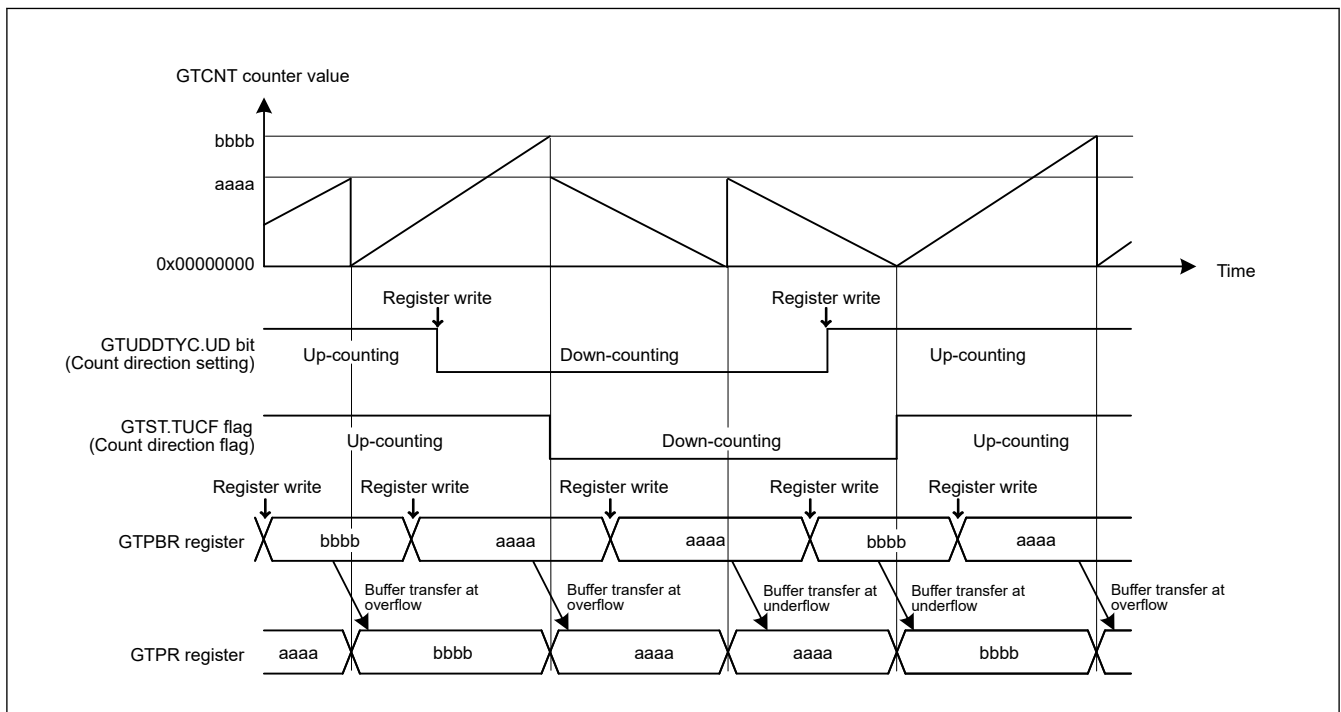 GTCNT counter value
bbbb
aaaa
0x00000000
Time
Register write
Register write
GTUDDTYC.UD bit
(Count direction setting)
Up-counting
Down-counting
Up-counting
GTST.TUCF flag
(Count direction flag)
Up-counting
Down-counting
Up-counting
Register write
Register write
Register write
Register write
Register write
GTPBR register
bbbb
aaaa
aaaa
bbbb
aaaa
Buffer transfer at
overflow
Buffer transfer at
overflow
Buffer transfer at
underflow
Buffer transfer at
underflow
Buffer transfer at
overflow
GTPR register
aaaa
bbbb
aaaa
aaaa
bbbb